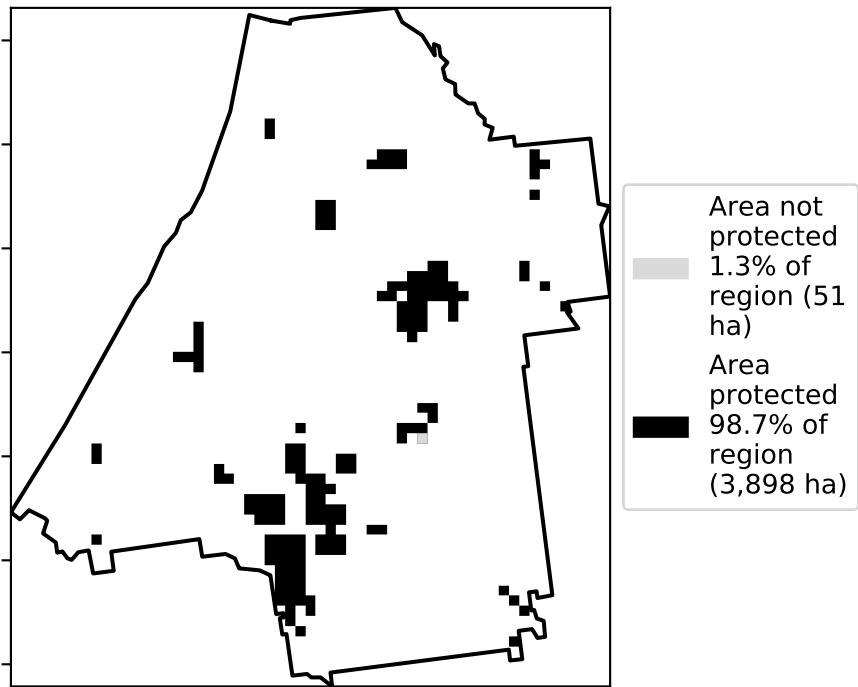 Area not
protected
1.3% of
region (51
ha)
Area
protected
98.7% of
region
(3,898 ha)